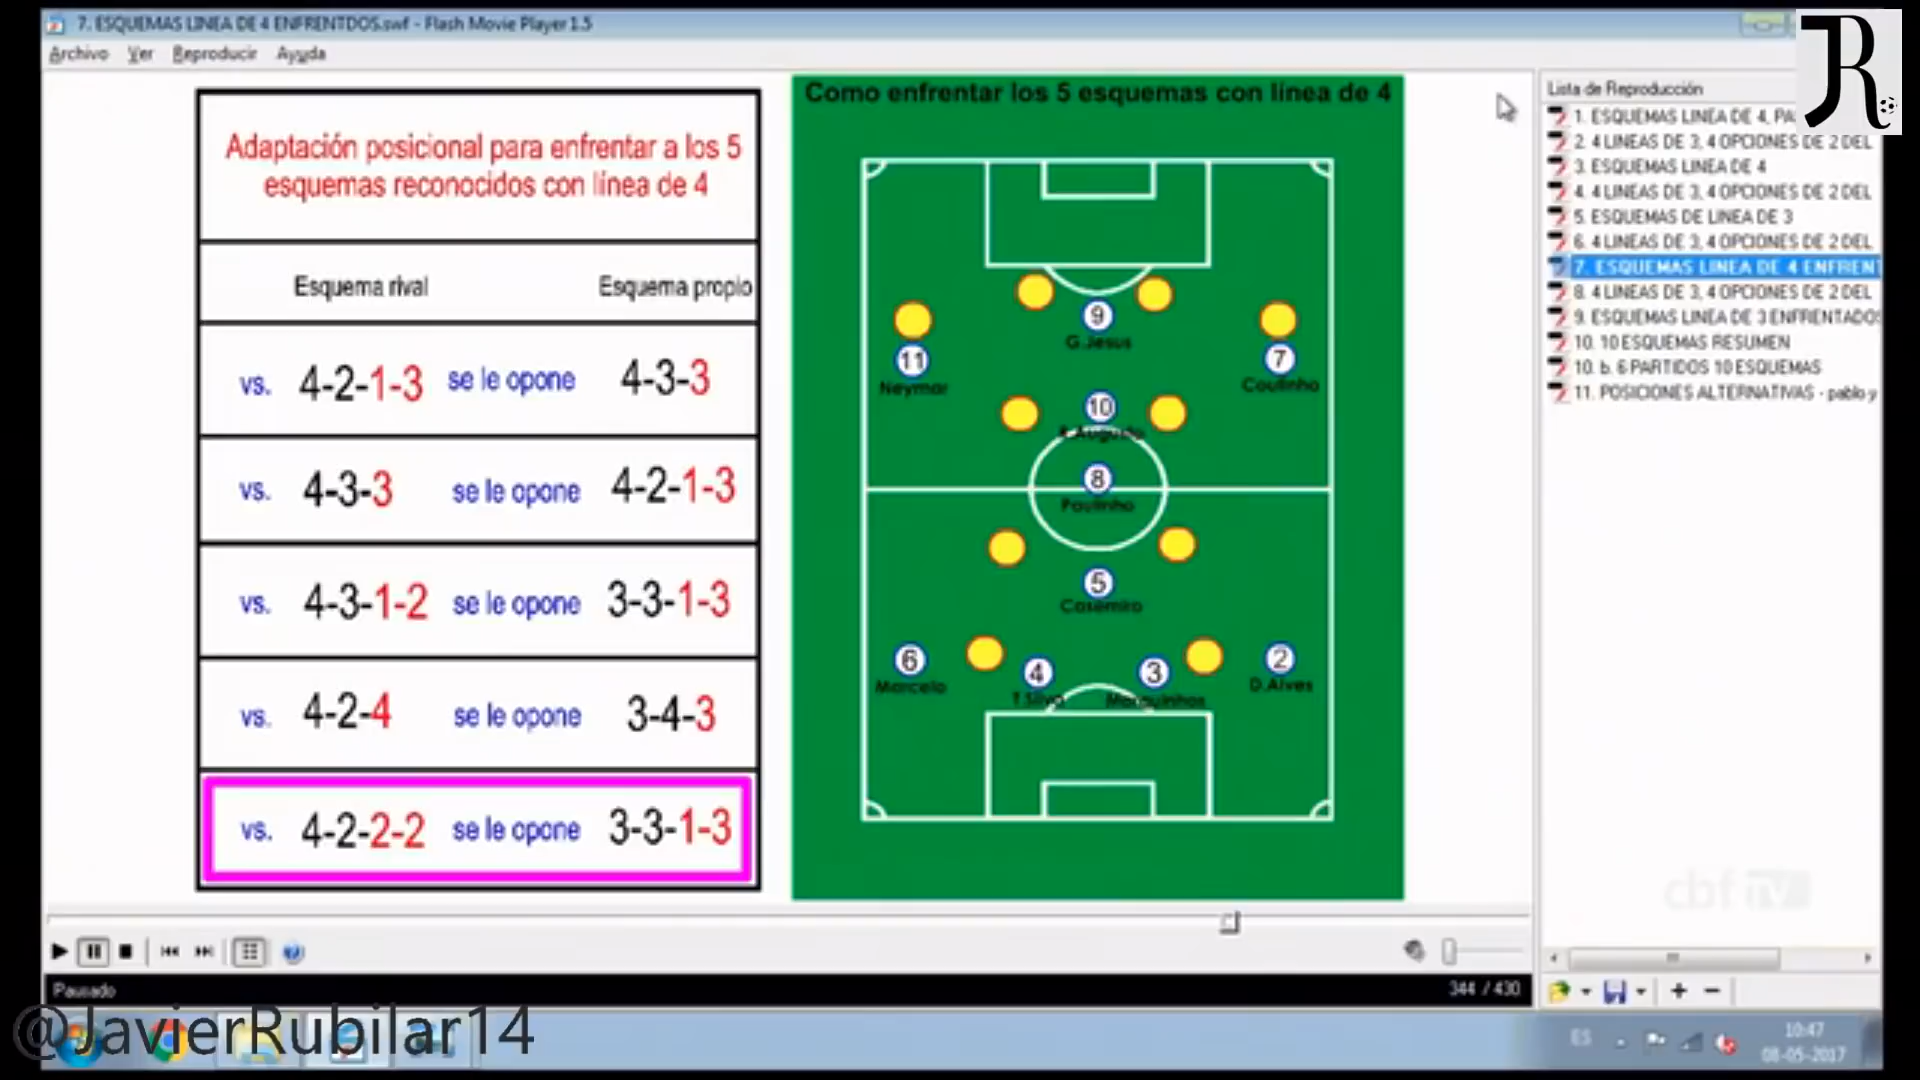 7. ESQUEMAS LINEA DE 4 ENFRENTDOS.swf - Flash Movie Player 1.5
Archivo Ver Reproducir Ayuda
Adaptación posicional para enfrentar a los 5
esquemas reconocidos con línea de 4
Esquema rival Esquema propio
vs. 4-2-1-3 se le opone 4-3-3
vs. 4-3-3 se le opone 4-2-1-3
vs. 4-3-1-2 se le opone 3-3-1-3
vs. 4-2-4 se le opone 3-4-3
vs. 4-2-2-2 se le opone 3-3-1-3
Como enfrentar los 5 esquemas con linea de 4
9
G.Jesus
11
Neymar
7
Coutinho
10
R.Augusto
8
Paulinho
5
Casemiro
6
Marcelo
4
T.Silva
3
Marquinhos
2
D.Alves
Lista de Reproducción
1. ESQUEMAS LINEA DE 4, PA
2. 4 LINEAS DE 3, 4 OPCIONES DE 2 DEL
3. ESQUEMAS LINEA DE 4
4. 4 LINEAS DE 3, 4 OPCIONES DE 2 DEL
5. ESQUEMAS DE LINEA DE 3
6. 4 LINEAS DE 3, 4 OPCIONES DE 2 DEL
7. ESQUEMAS LINEA DE 4 ENFREN
8. 4 LINEAS DE 3, 4 OPCIONES DE 2 DEL
9. ESQUEMAS LINEA DE 3 ENFRENTADOS
10. 10 ESQUEMAS RESUMEN
10. b. 6 PARTIDOS 10 ESQUEMAS
11. POSICIONES ALTERNATIVAS - pablo y
JR
cbf TV
Pausado
344 / 430
@JavierRubilar14
ES
10:47
08-05-2017